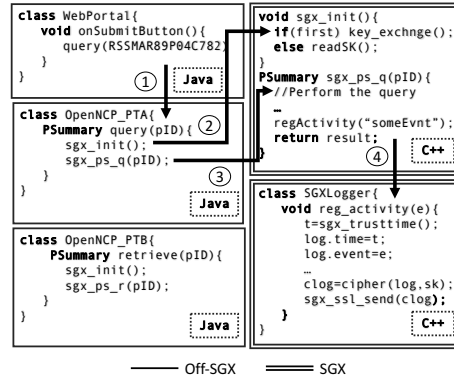 class WebPortal{
void onSubmitButton(){
query(RSSMAR89P04C782)
}
}
①
Java
class OpenNCP_PTA{
②
PSummary query(pID){
sgx_init();
sgx_ps_q(pID);
}
③
}
Java
class OpenNCP_PTB{
PSummary retrieve(pID){
sgx_init();
sgx_ps_r(pID);
}
}
Java
void sgx_init(){
if(first) key_exchnge();
else readSK();
}
PSummary sgx_ps_q(pID){
//Perform the query
…
regActivity("someEvnt");
return result;
}
④
C++
class SGXLogger{
void reg_activity(e){
t=sgx_trusttime();
log.time=t;
log.event=e;
…
clog=cipher(log,sk);
sgx_ssl_send(clog);
}
}
C++
Off-SGX
SGX